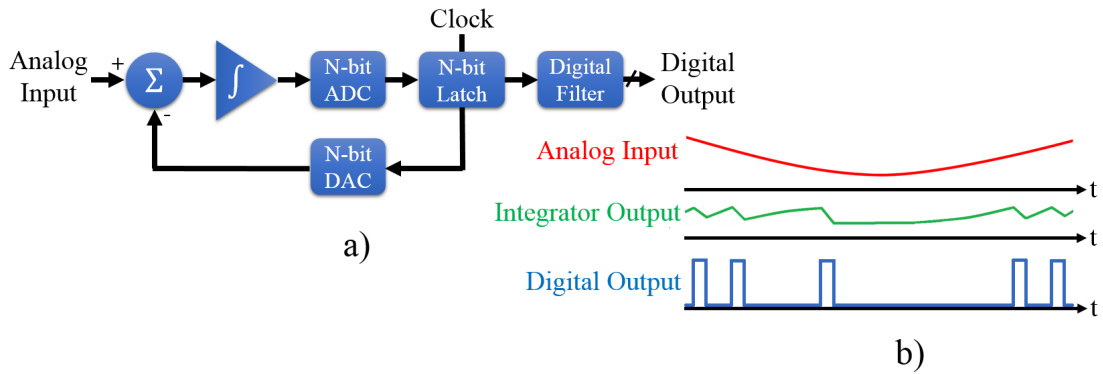 Clock
Analog
Input
+
Σ
-
∫
N-bit
ADC
N-bit
Latch
Digital
Filter
Digital
Output
N-bit
DAC
a)
Analog Input
t
Integrator Output
t
Digital Output
t
b)